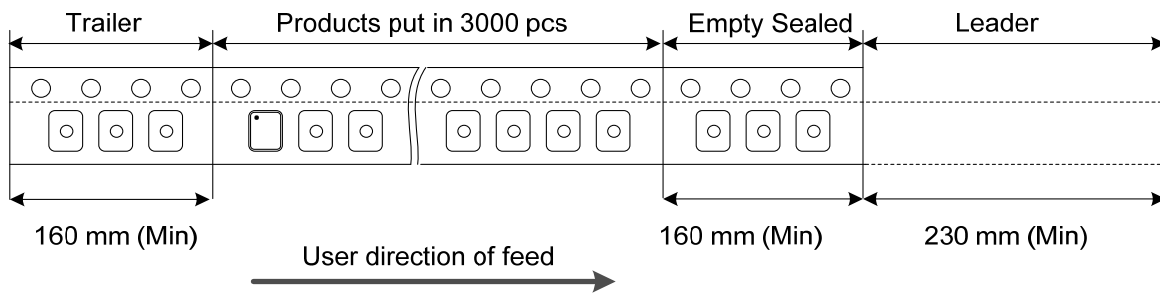 Trailer
Products put in 3000 pcs
Empty Sealed
Leader
160 mm (Min)
160 mm (Min)
230 mm (Min)
User direction of feed